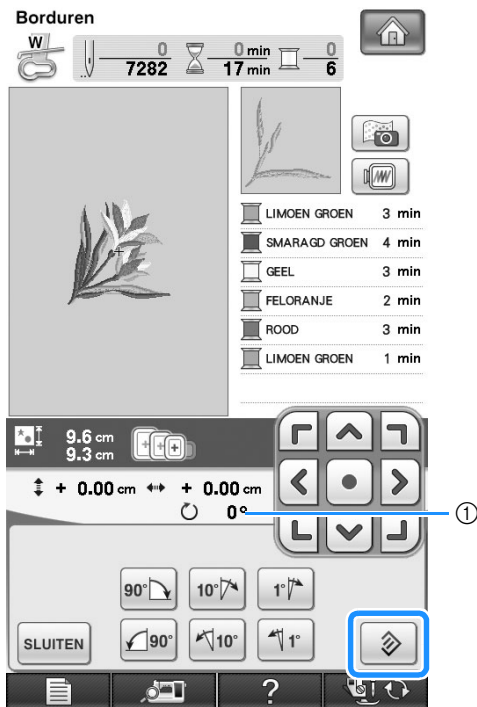 Borduren
W
0 0 min 0
7282 17 min 6
LIMOEN GROEN 3 min
SMARAGD GROEN 4 min
GEEL 3 min
FELORANJE 2 min
ROOD 3 min
LIMOEN GROEN 1 min
9.6 cm
9.3 cm
+ 0.00 cm + 0.00 cm
0° ①
90° 10° 1°
SLUITEN 90° 10° 1°
?